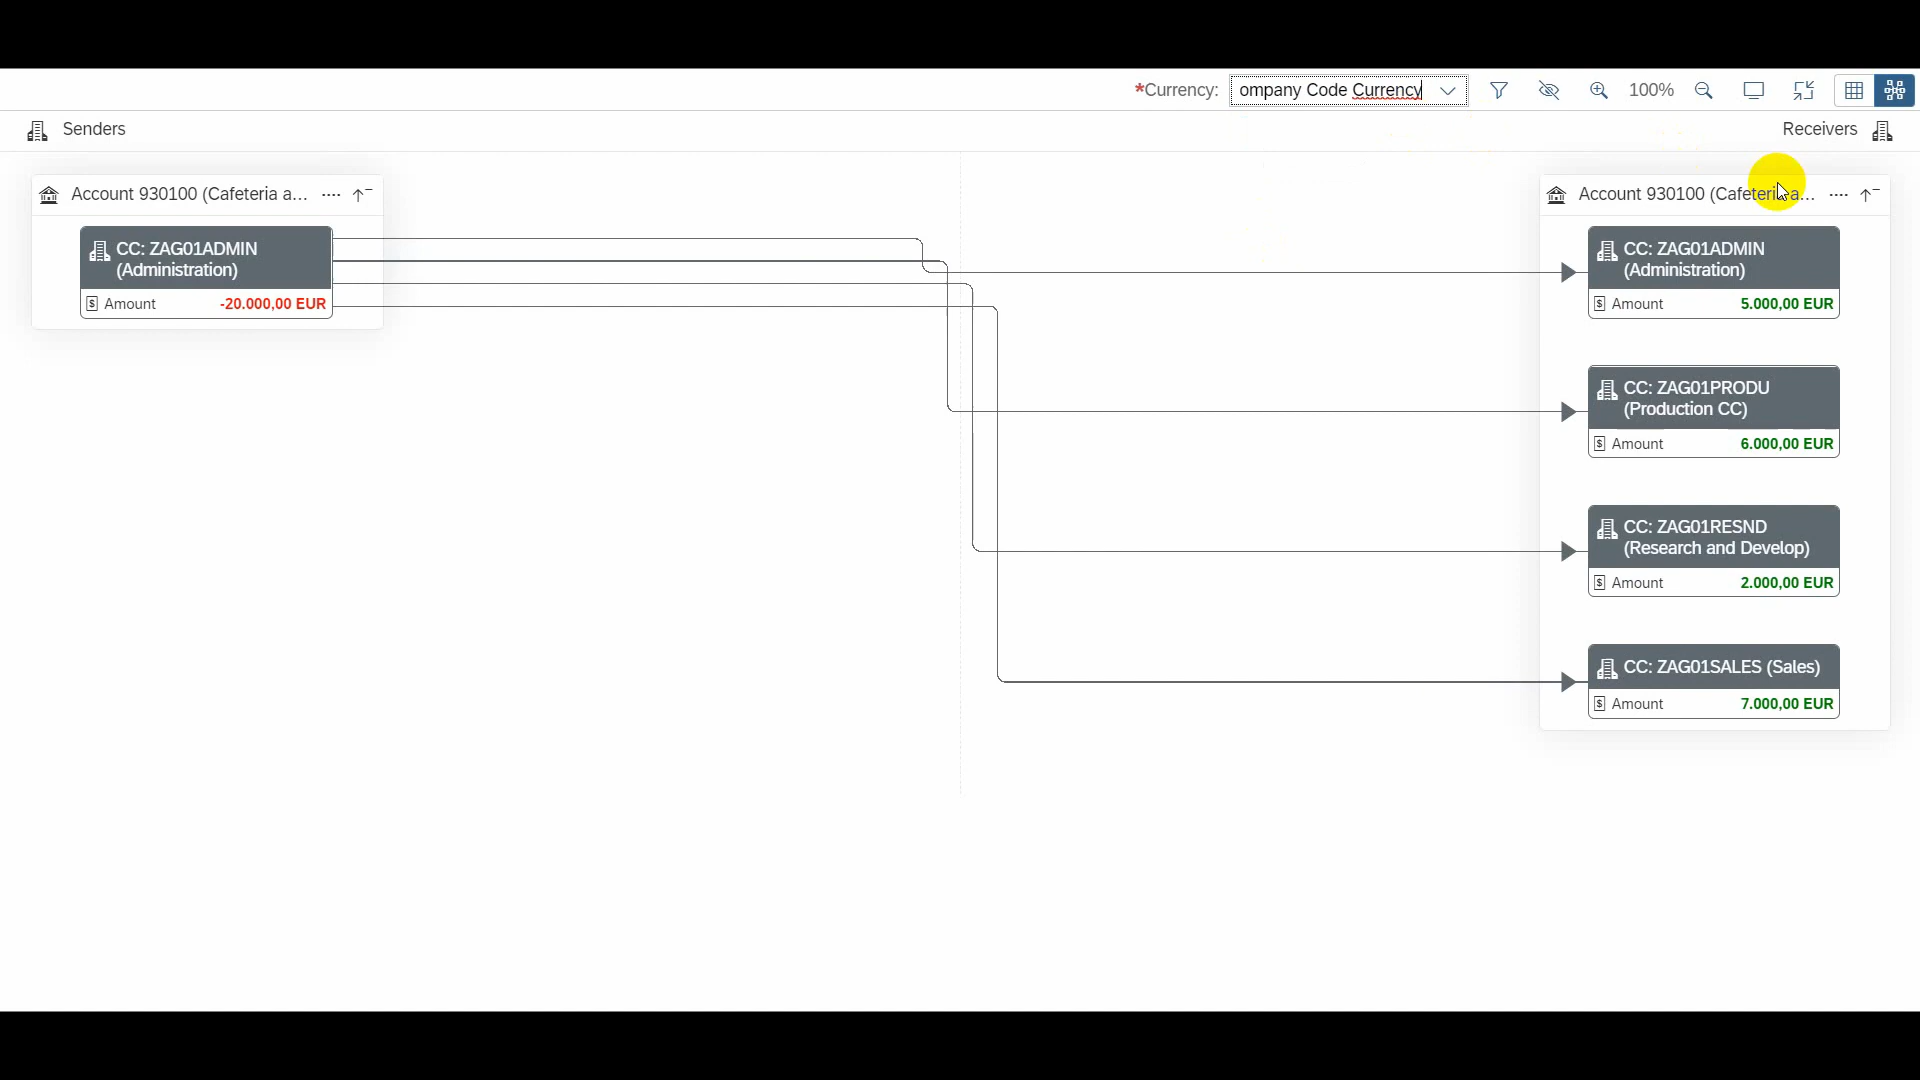 *Currency: ompany Code Currency 100%
Senders
Receivers
Account 930100 (Cafeteria a...
CC: ZAG01ADMIN
(Administration)
Amount -20.000,00 EUR
Account 930100 (Cafeteria a...
CC: ZAG01ADMIN
(Administration)
Amount 5.000,00 EUR
CC: ZAG01PRODU
(Production CC)
Amount 6.000,00 EUR
CC: ZAG01RESND
(Research and Develop)
Amount 2.000,00 EUR
CC: ZAG01SALES (Sales)
Amount 7.000,00 EUR